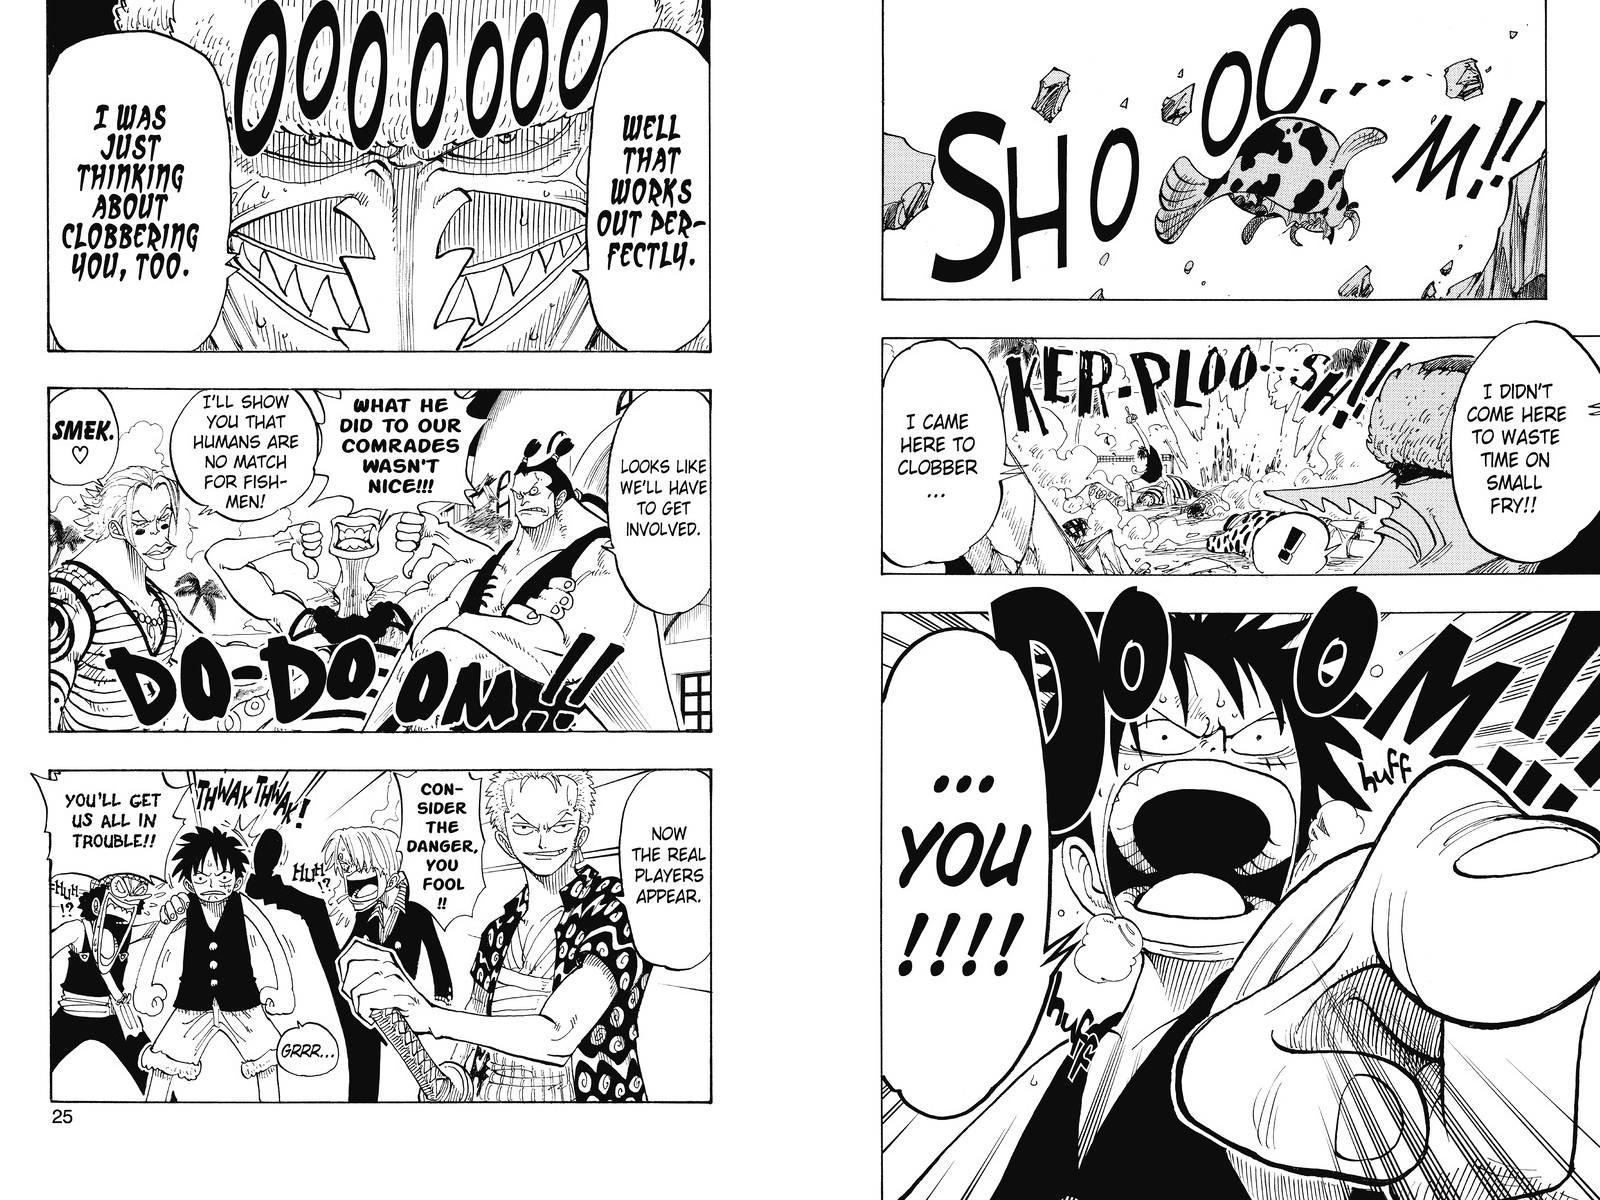 SHOOOO....M!!
I DIDN'T
COME HERE
TO WASTE
TIME ON
SMALL
FRY!!
KER-PLOO--SH!!
I CAME
HERE TO
CLOBBER
...
!
DOOM!!!
huff
...
YOU
!!!!
huff
ff
OOOOOOO
WELL
THAT
WORKS
OUT PER-
FECTLY.
I WAS
JUST
THINKING
ABOUT
CLOBBERING
YOU, TOO.
LOOKS LIKE
WE'LL HAVE
TO GET
INVOLVED.
WHAT HE
DID TO OUR
COMRADES
WASN'T
NICE!!!
I'LL SHOW
YOU THAT
HUMANS ARE
NO MATCH
FOR FISH-
MEN!
SMEK.
♡
DO-DOOOM!!
NOW
THE REAL
PLAYERS
APPEAR.
CON-
SIDER
THE
DANGER,
YOU
FOOL
!!
THWAK THWAK!
HUH
!?
YOU'LL GET
US ALL IN
TROUBLE!!
HUH
!?
GRRR...
25